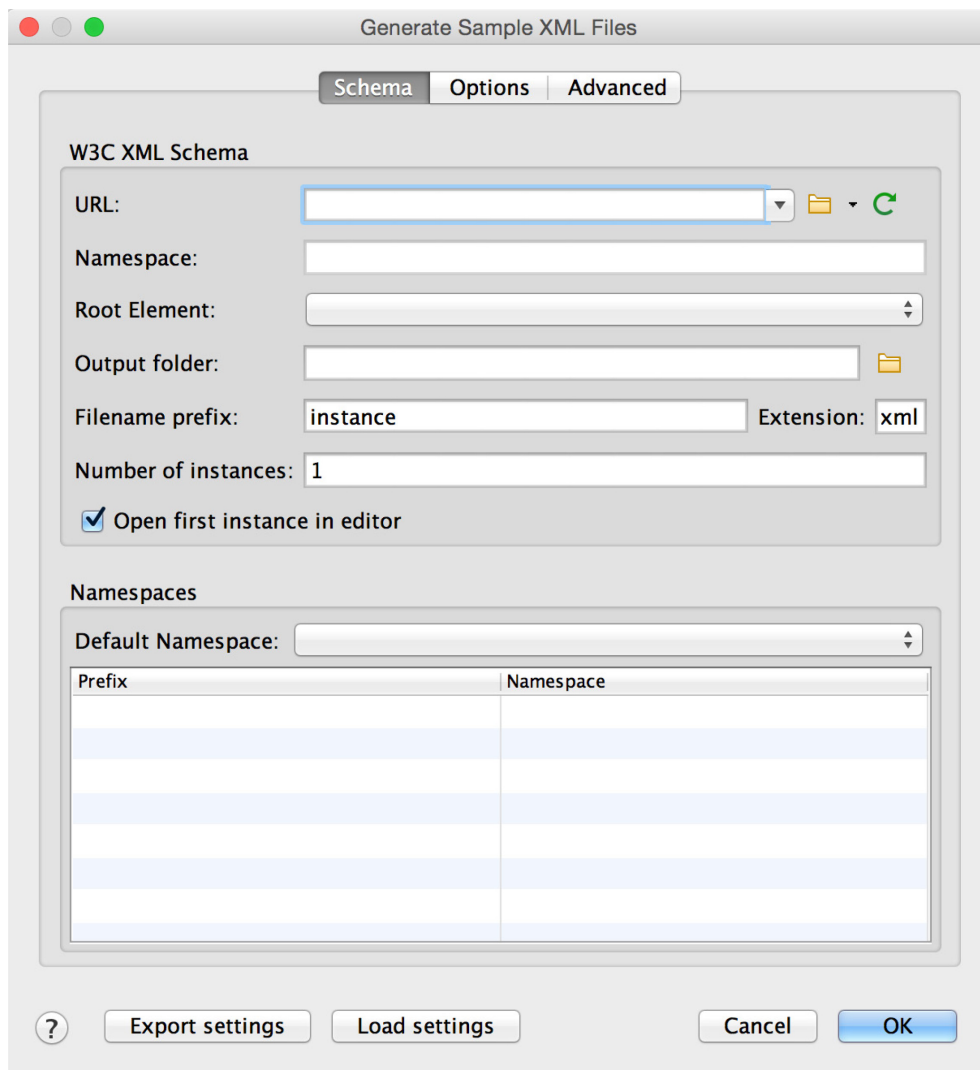 Generate Sample XML Files
Schema Options Advanced
W3C XML Schema
URL:
Namespace:
Root Element:
Output folder:
Filename prefix: instance Extension: xml
Number of instances: 1
Open first instance in editor
Namespaces
Default Namespace:
Prefix Namespace
? Export settings Load settings Cancel OK